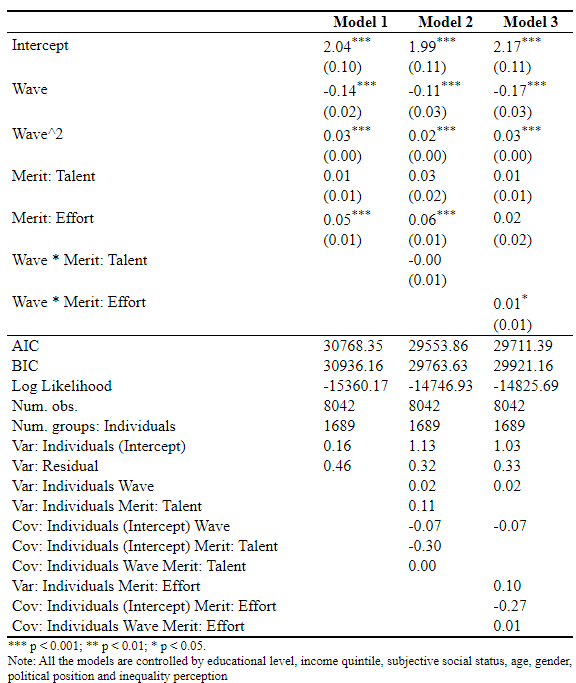 Model 1 Model 2 Model 3
Intercept 2.04*** 1.99*** 2.17***
(0.10) (0.11) (0.11)
Wave -0.14*** -0.11*** -0.17***
(0.02) (0.03) (0.03)
Wave^2 0.03*** 0.02*** 0.03***
(0.00) (0.00) (0.00)
Merit: Talent 0.01 0.03 0.01
(0.01) (0.02) (0.01)
Merit: Effort 0.05*** 0.06*** 0.02
(0.01) (0.01) (0.02)
Wave * Merit: Talent -0.00
(0.01)
Wave * Merit: Effort 0.01*
(0.01)
AIC 30768.35 29553.86 29711.39
BIC 30936.16 29763.63 29921.16
Log Likelihood -15360.17 -14746.93 -14825.69
Num. obs. 8042 8042 8042
Num. groups: Individuals 1689 1689 1689
Var: Individuals (Intercept) 0.16 1.13 1.03
Var: Residual 0.46 0.32 0.33
Var: Individuals Wave 0.02 0.02
Var: Individuals Merit: Talent 0.11
Cov: Individuals (Intercept) Wave -0.07 -0.07
Cov: Individuals (Intercept) Merit: Talent -0.30
Cov: Individuals Wave Merit: Talent 0.00
Var: Individuals Merit: Effort 0.10
Cov: Individuals (Intercept) Merit: Effort -0.27
Cov: Individuals Wave Merit: Effort 0.01
*** p < 0.001; ** p < 0.01; * p < 0.05.
Note: All the models are controlled by educational level, income quintile, subjective social status, age, gender,
political position and inequality perception